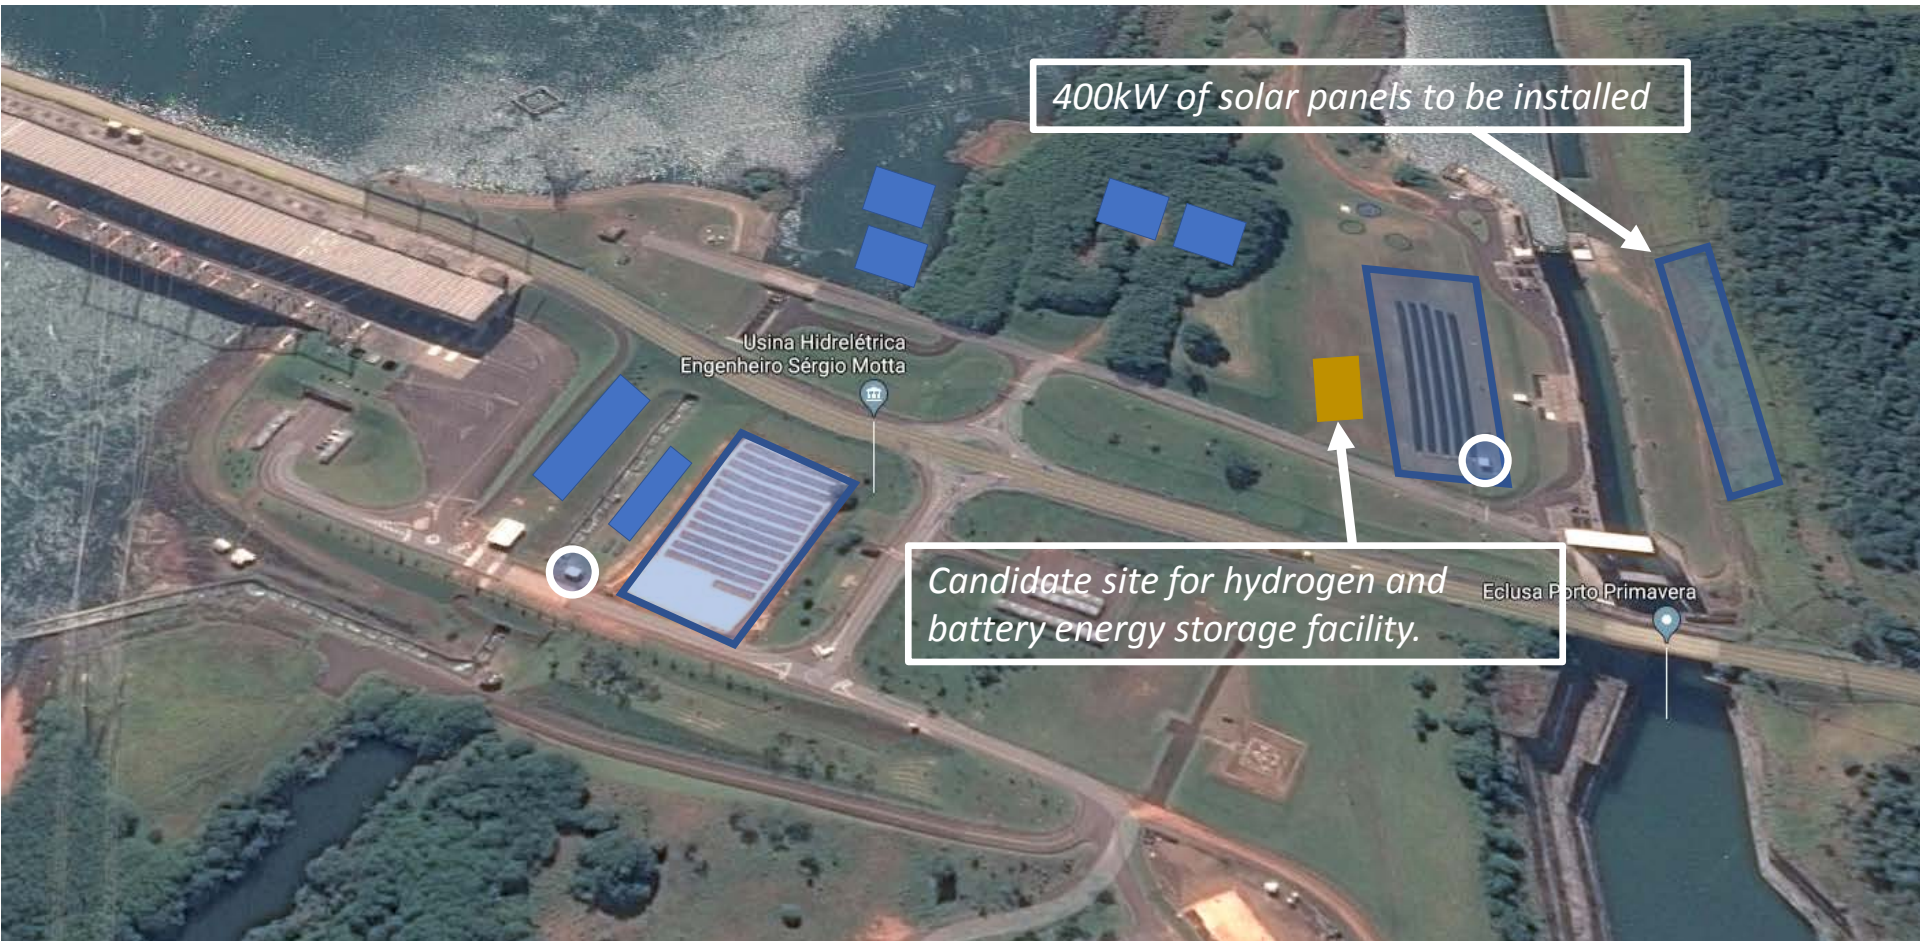 400kW of solar panels to be installed
Usina Hidrelétrica
Engenheiro Sérgio Motta
Candidate site for hydrogen and
battery energy storage facility.
Eclusa Porto Primavera